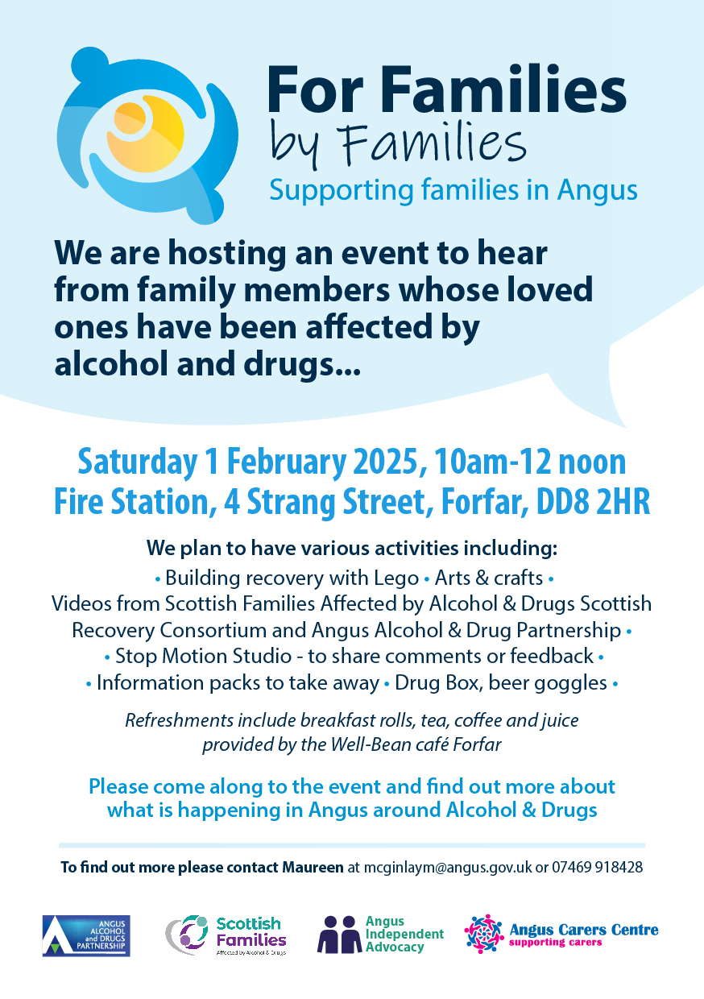 For Families
by Families
Supporting families in Angus
We are hosting an event to hear
from family members whose loved
ones have been affected by
alcohol and drugs...
Saturday 1 February 2025, 10am-12 noon
Fire Station, 4 Strang Street, Forfar, DD8 2HR
We plan to have various activities including:
• Building recovery with Lego • Arts & crafts •
Videos from Scottish Families Affected by Alcohol & Drugs Scottish
Recovery Consortium and Angus Alcohol & Drug Partnership •
• Stop Motion Studio - to share comments or feedback •
• Information packs to take away • Drug Box, beer goggles •
Refreshments include breakfast rolls, tea, coffee and juice
provided by the Well-Bean café Forfar
Please come along to the event and find out more about
what is happening in Angus around Alcohol & Drugs
To find out more please contact Maureen at mcginlaym@angus.gov.uk or 07469 918428
ANGUS
ALCOHOL
and DRUGS
PARTNERSHIP
Scottish
Families
Affected by Alcohol & Drugs
Angus
Independent
Advocacy
Angus Carers Centre
supporting carers